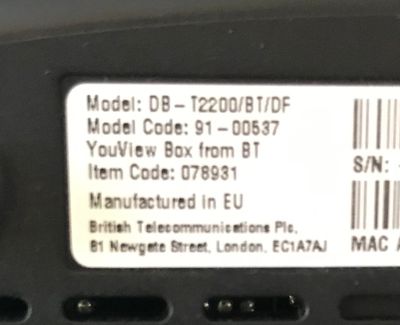 Model: DB-T2200/BT/DF
Model Code: 91-00537
YouView Box from BT
Item Code: 078931
Manufactured in EU
British Telecommunications Plc,
81 Newgate Street, London, EC1A7AJ
S/N:
MAC